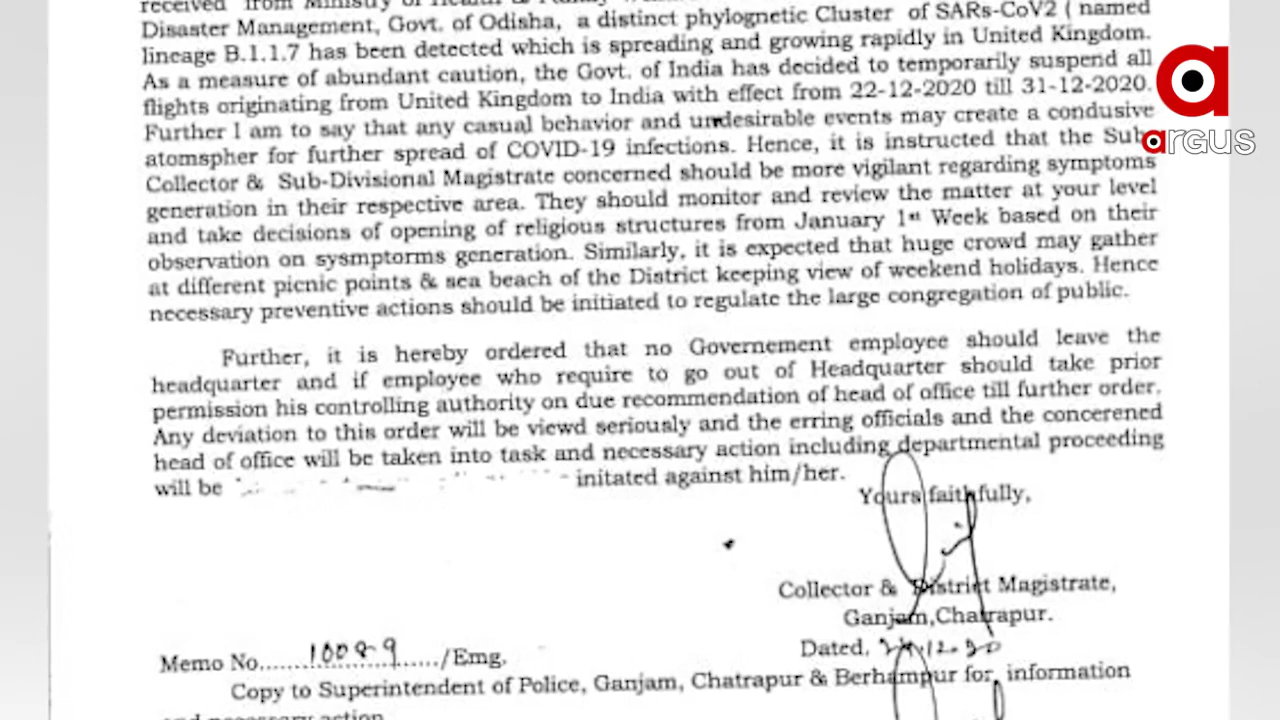 received from Ministry of Health & Family
Disaster Management, Govt. of Odisha, a distinct phylognetic Cluster of SARs-CoV2 ( named
lineage B.1.1.7 has been detected which is spreading and growing rapidly in United Kingdom.
As a measure of abundant caution, the Govt. of India has decided to temporarily suspend all
flights originating from United Kingdom to India with effect from 22-12-2020 till 31-12-2020.
Further I am to say that any casual behavior and undesirable events may create a condusive
atomspher for further spread of COVID-19 infections. Hence, it is instructed that the Sub-
Collector & Sub-Divisional Magistrate concerned should be more vigilant regarding symptoms
generation in their respective area. They should monitor and review the matter at your level
and take decisions of opening of religious structures from January 1st Week based on their
observation on sysmptorms generation. Similarly, it is expected that huge crowd may gather
at different picnic points & sea beach of the District keeping view of weekend holidays. Hence
necessary preventive actions should be initiated to regulate the large congregation of public.
Further, it is hereby ordered that no Governement employee should leave the
headquarter and if employee who require to go out of Headquarter should take prior
permission his controlling authority on due recommendation of head of office till further order.
Any deviation to this order will be viewd seriously and the erring officials and the concerened
head of office will be taken into task and necessary action including departmental proceeding
will be initated against him/her.
Yours faithfully,
Collector & District Magistrate,
Ganjam,Chatrapur.
Dated, .12.20
Memo No. /Emg.
Copy to Superintendent of Police, Ganjam, Chatrapur & Berhampur for information
and necessary action
a
argus